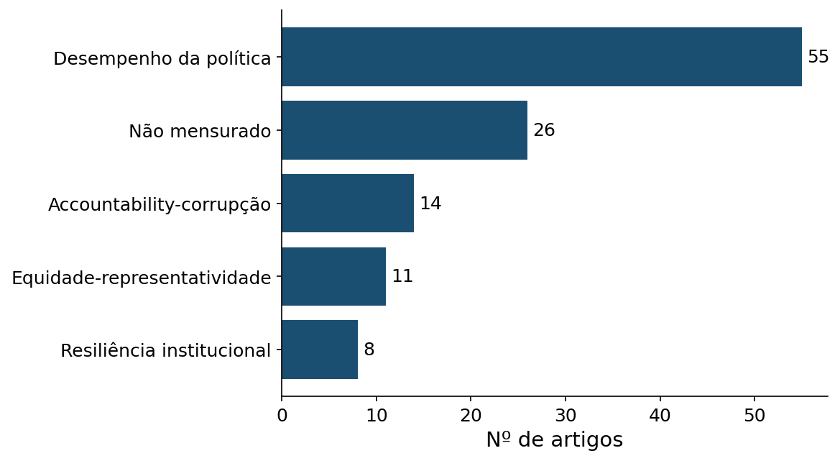 Desempenho da política 55
Não mensurado 26
Accountability-corrupção 14
Equidade-representatividade 11
Resiliência institucional 8
0 10 20 30 40 50
Nº de artigos